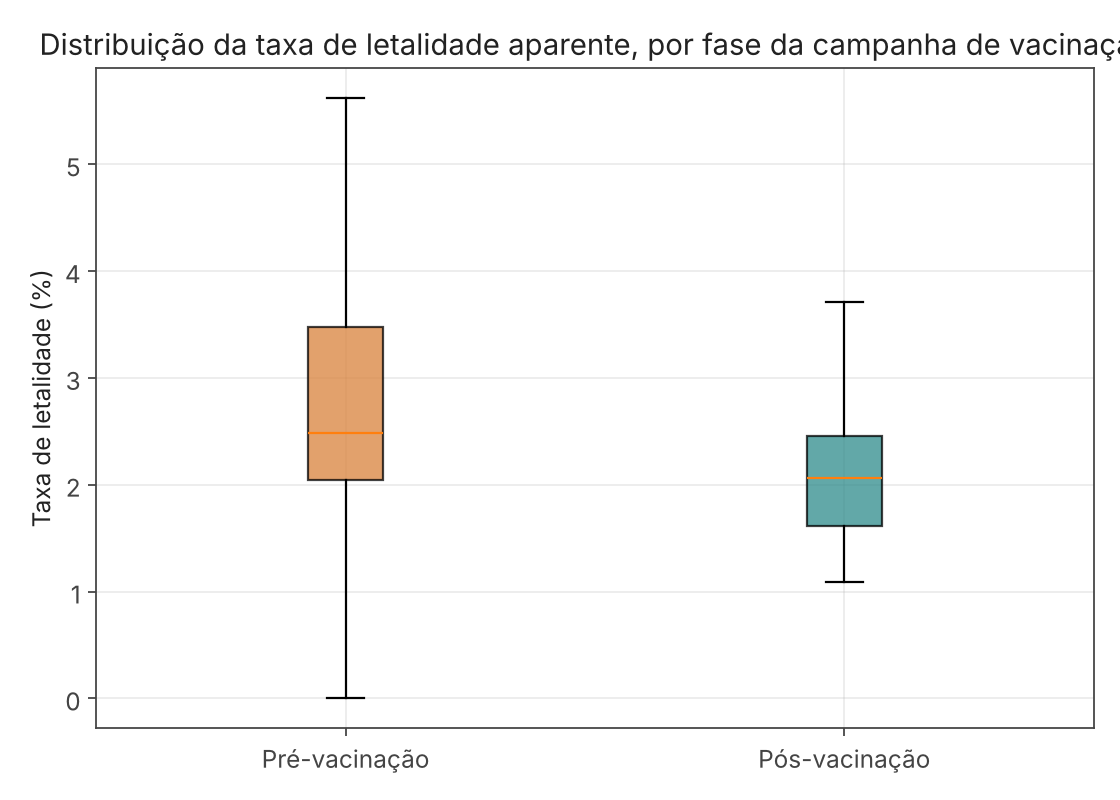 Distribuição da taxa de letalidade aparente, por fase da campanha de
Taxa de letalidade (%)
5
4
3
2
1
0
Pré-vacinação
Pós-vacinação